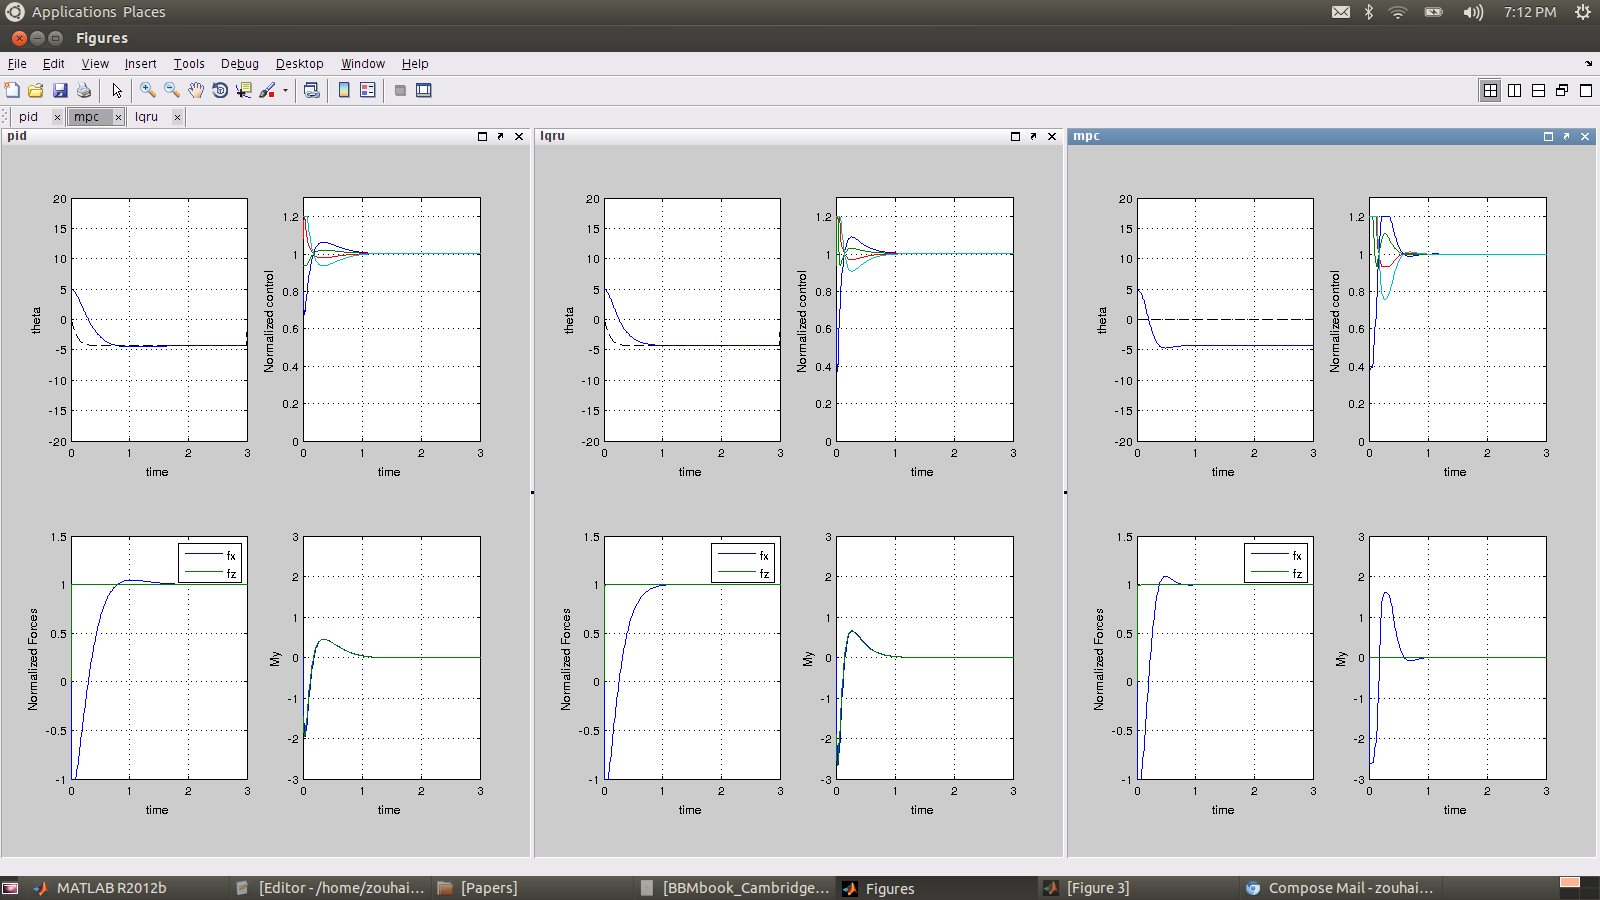 Applications Places
7:12 PM
Figures
File Edit View Insert Tools Debug Desktop Window Help
pid mpc lqru
pid
20
15
10
5
0
-5
-10
-15
-20
theta
0 1 2 3
time
1.2
1
0.8
0.6
0.4
0.2
0
Normalized control
0 1 2 3
time
1.5
1
0.5
0
-0.5
-1
Normalized Forces
fx
fz
0 1 2 3
time
3
2
1
0
-1
-2
-3
My
0 1 2 3
time
lqru
20
15
10
5
0
-5
-10
-15
-20
theta
0 1 2 3
time
1.2
1
0.8
0.6
0.4
0.2
0
Normalized control
0 1 2 3
time
1.5
1
0.5
0
-0.5
-1
Normalized Forces
fx
fz
0 1 2 3
time
3
2
1
0
-1
-2
-3
My
0 1 2 3
time
mpc
20
15
10
5
0
-5
-10
-15
-20
theta
0 1 2 3
time
1.2
1
0.8
0.6
0.4
0.2
0
Normalized control
0 1 2 3
time
1.5
1
0.5
0
-0.5
-1
Normalized Forces
fx
fz
0 1 2 3
time
3
2
1
0
-1
-2
-3
My
0 1 2 3
time
MATLAB R2012b [Editor - /home/zouhai... [Papers] [BBMbook_Cambridge... Figures [Figure 3] Compose Mail - zouhai...